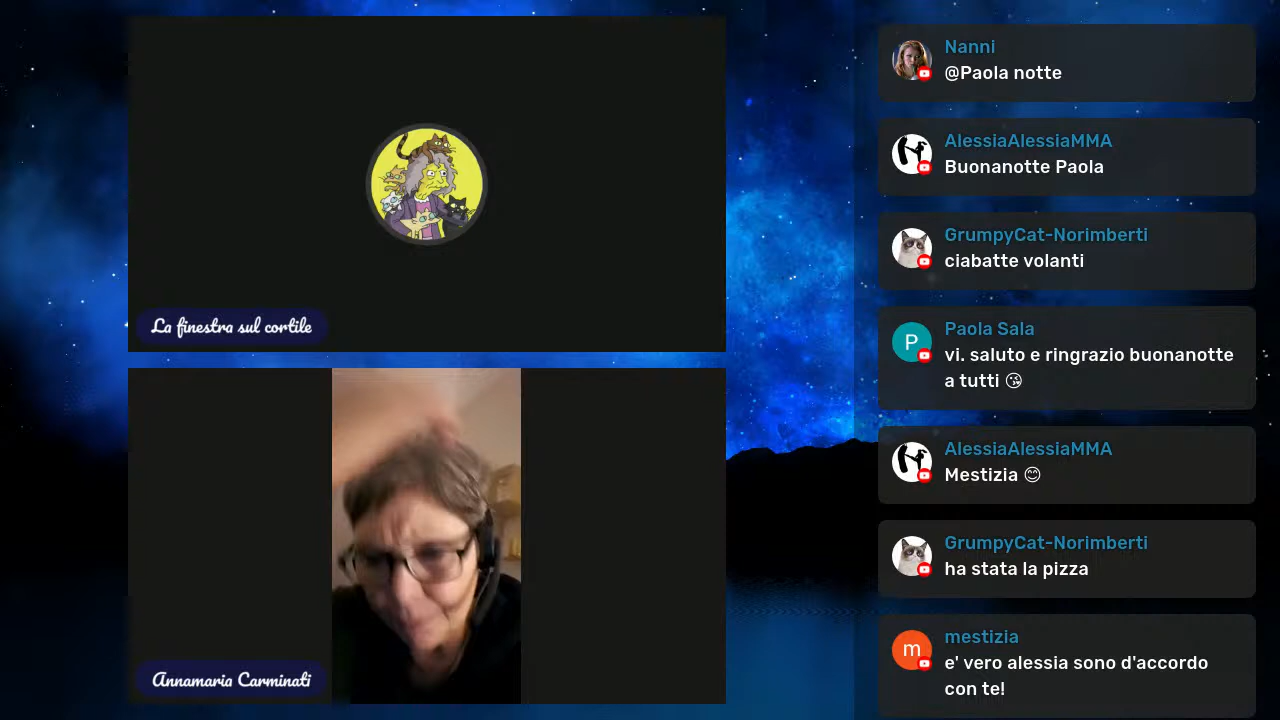 La finestra sul cortile
Annamaria Carminati
Nanni
@Paola notte
AlessiaAlessiaMMA
Buonanotte Paola
GrumpyCat-Norimberti
ciabatte volanti
P
Paola Sala
vi. saluto e ringrazio buonanotte
a tutti 😘
AlessiaAlessiaMMA
Mestizia 😊
GrumpyCat-Norimberti
ha stata la pizza
m
mestizia
e' vero alessia sono d'accordo
con te!